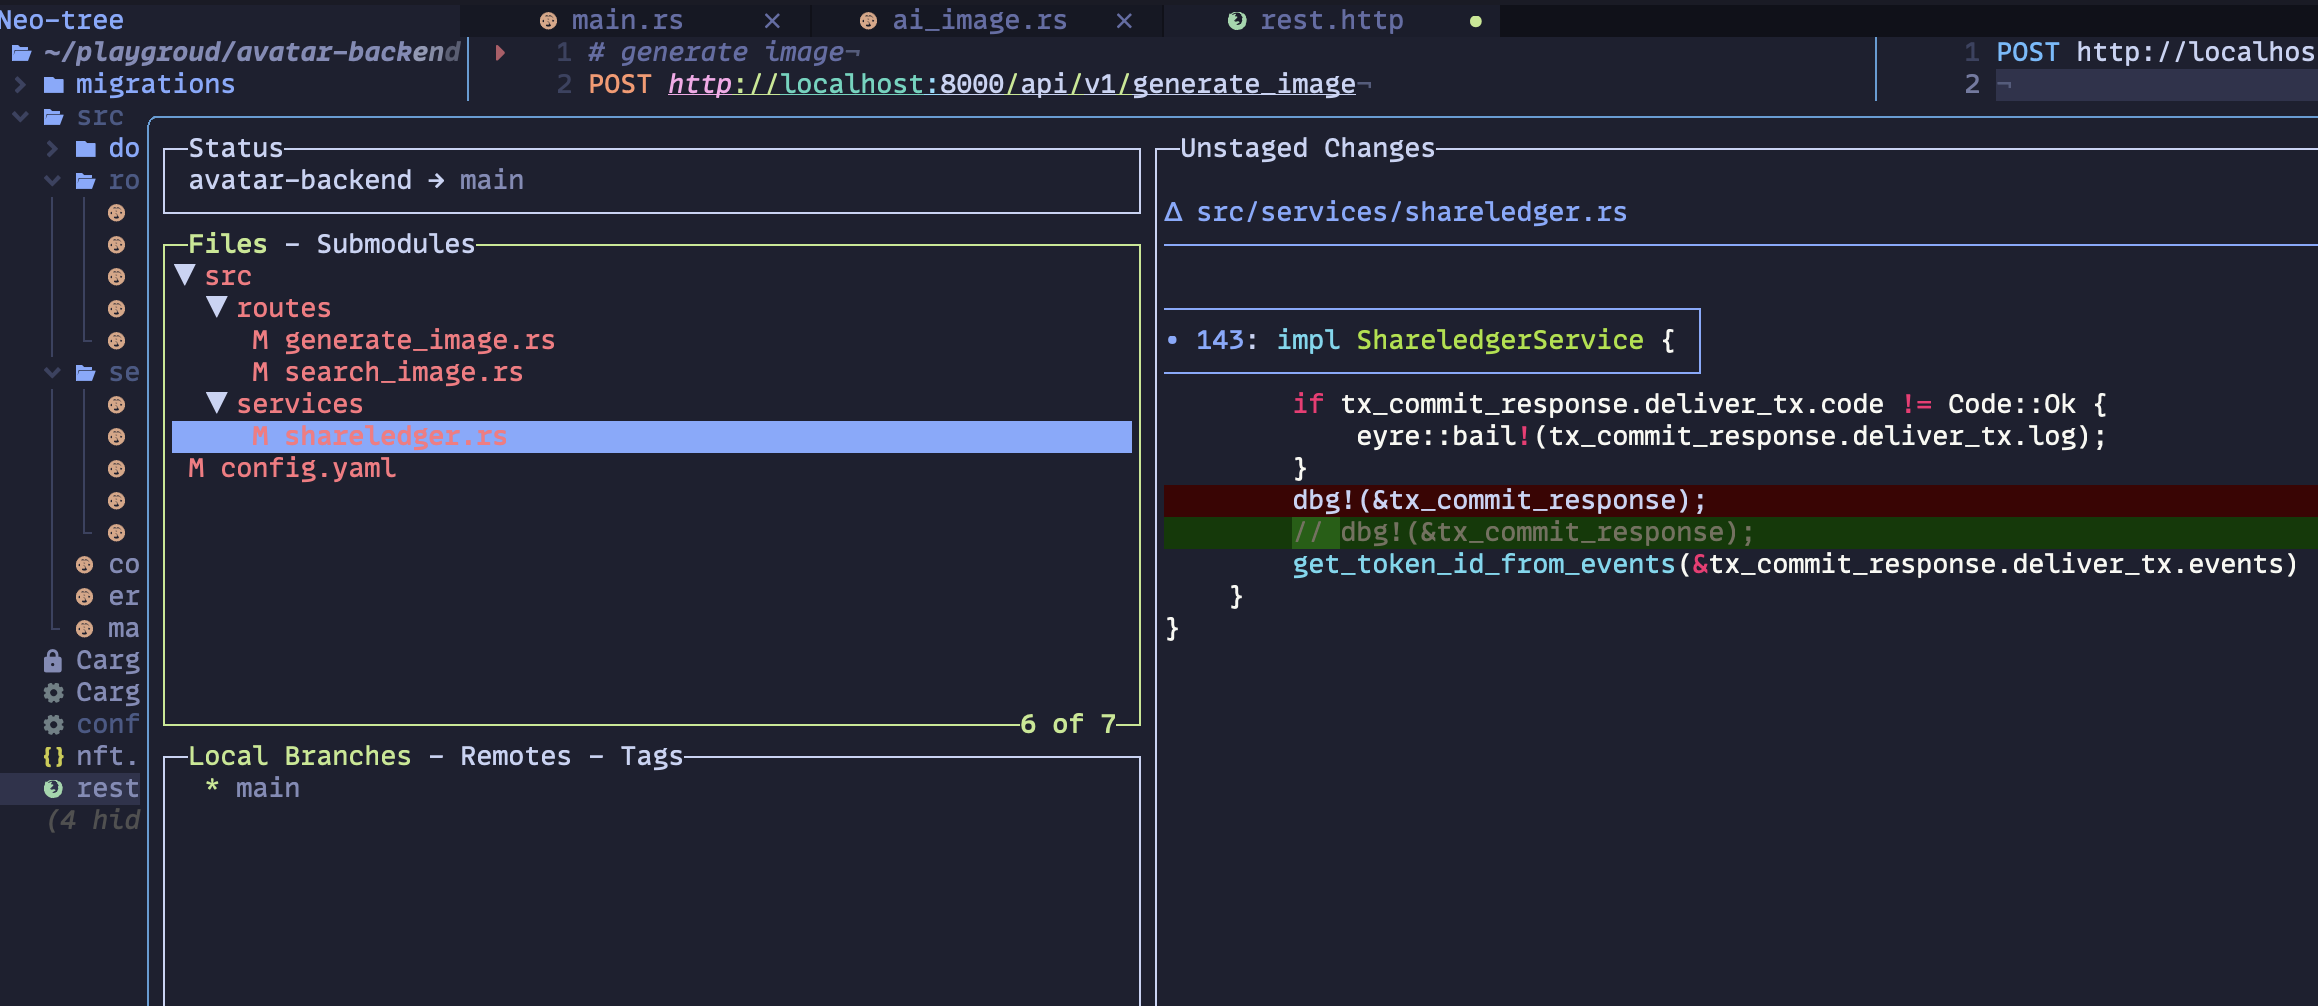 Neo-tree
main.rs ×
ai_image.rs ×
rest.http ●
~/playgroud/avatar-backend
migrations
src
do
ro
se
co
er
ma
Carg
Carg
conf
{} nft.
rest
(4 hid
1 # generate image¬
2 POST http://localhost:8000/api/v1/generate_image¬
1 POST http://localhos
2 ¬
Status
avatar-backend → main
Files - Submodules
▼ src
▼ routes
M generate_image.rs
M search_image.rs
▼ services
M shareledger.rs
M config.yaml
6 of 7
Local Branches - Remotes - Tags
* main
Unstaged Changes
Δ src/services/shareledger.rs
• 143: impl ShareledgerService {
if tx_commit_response.deliver_tx.code != Code::Ok {
eyre::bail!(tx_commit_response.deliver_tx.log);
}
dbg!(&tx_commit_response);
// dbg!(&tx_commit_response);
get_token_id_from_events(&tx_commit_response.deliver_tx.events)
}
}